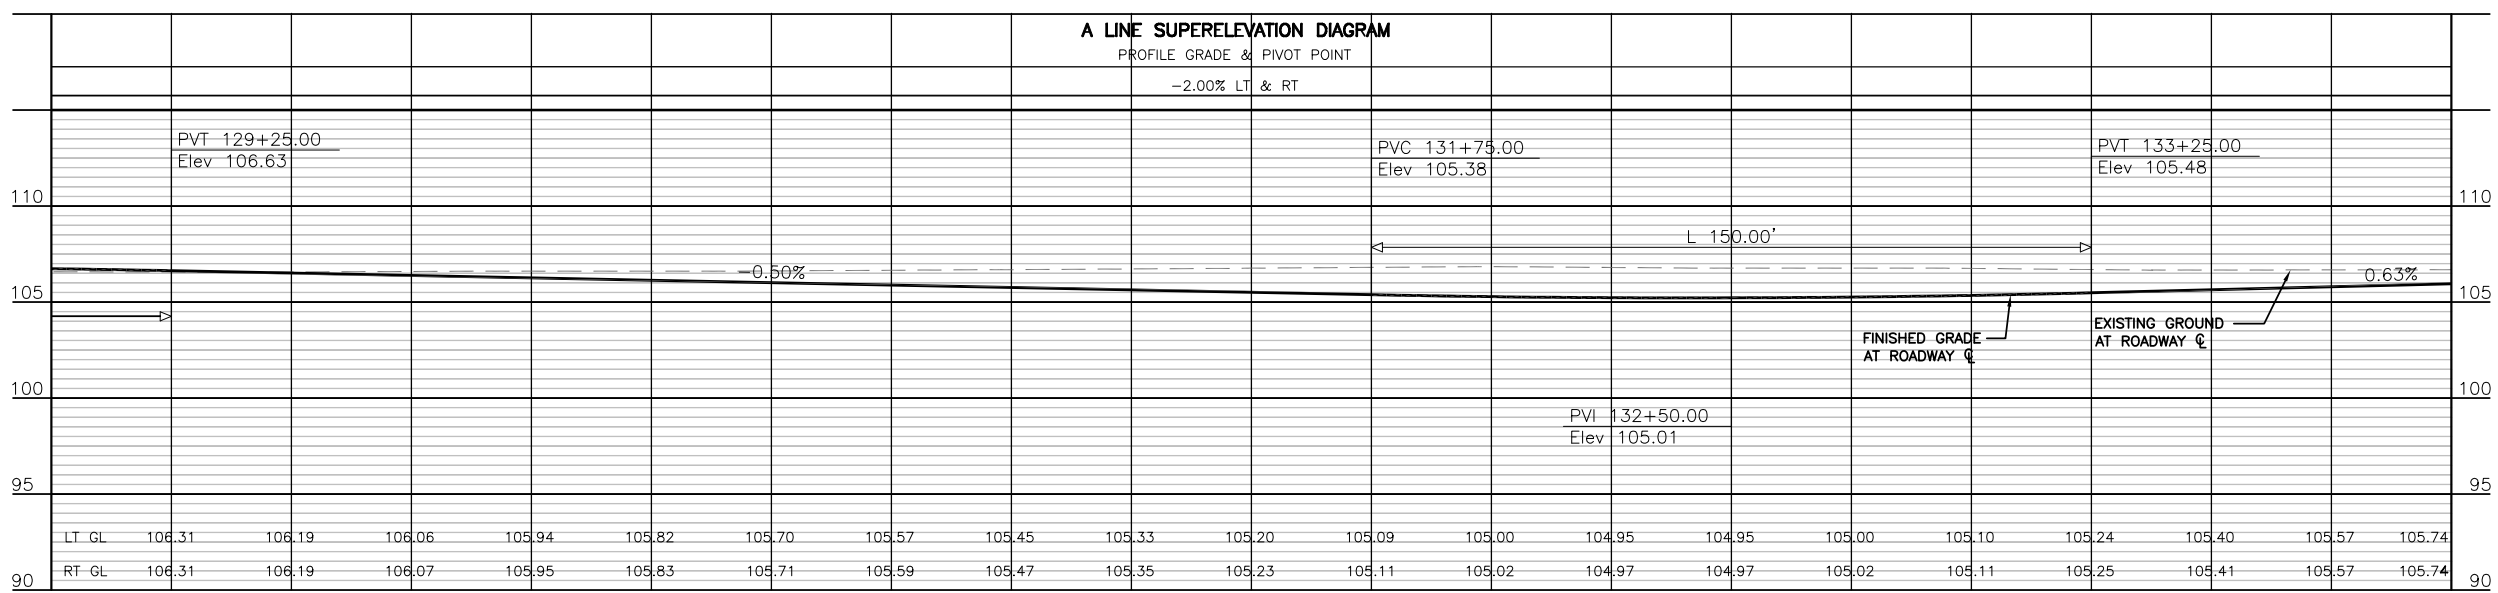 A LINE SUPERELEVATION DIAGRAM
PROFILE GRADE & PIVOT POINT
-2.00% LT & RT
PVT 129+25.00
Elev 106.63
PVC 131+75.00
Elev 105.38
PVT 133+25.00
Elev 105.48
110
110
L 150.00'
-0.50%
0.63%
105
105
FINISHED GRADE
AT ROADWAY ℄
EXISTING GROUND
AT ROADWAY ℄
100
100
PVI 132+50.00
Elev 105.01
95
95
LT GL 106.31 106.19 106.06 105.94 105.82 105.70 105.57 105.45 105.33 105.20 105.09 105.00 104.95 104.95 105.00 105.10 105.24 105.40 105.57 105.74
RT GL 106.31 106.19 106.07 105.95 105.83 105.71 105.59 105.47 105.35 105.23 105.11 105.02 104.97 104.97 105.02 105.11 105.25 105.41 105.57 105.74
90
90